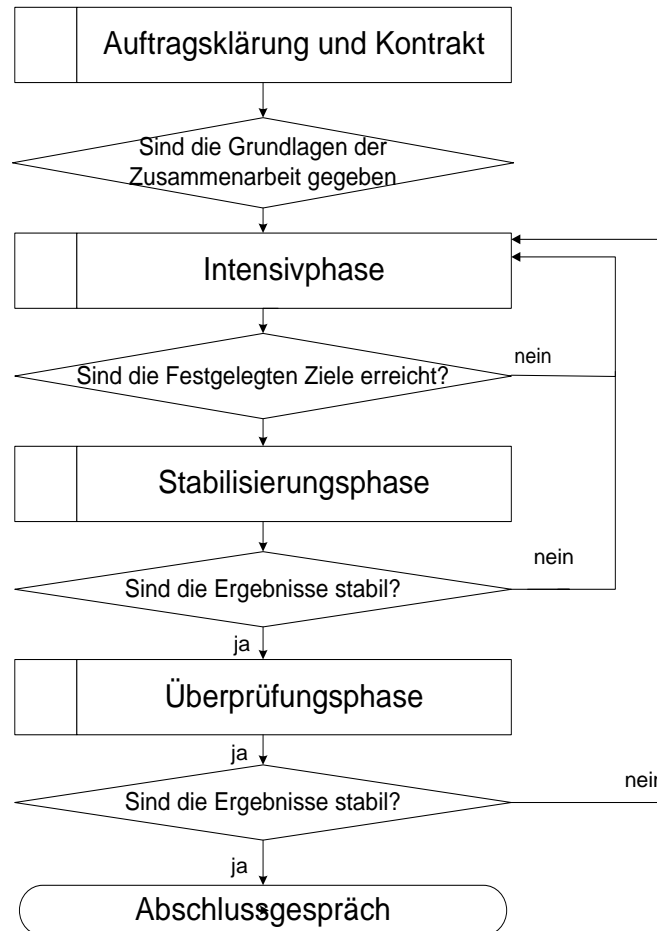 Auftragsklärung und Kontrakt
Sind die Grundlagen der
Zusammenarbeit gegeben
Intensivphase
nein
Sind die Festgelegten Ziele erreicht?
Stabilisierungsphase
nein
Sind die Ergebnisse stabil?
ja
Überprüfungsphase
ja
nein
Sind die Ergebnisse stabil?
ja
Abschlussgespräch